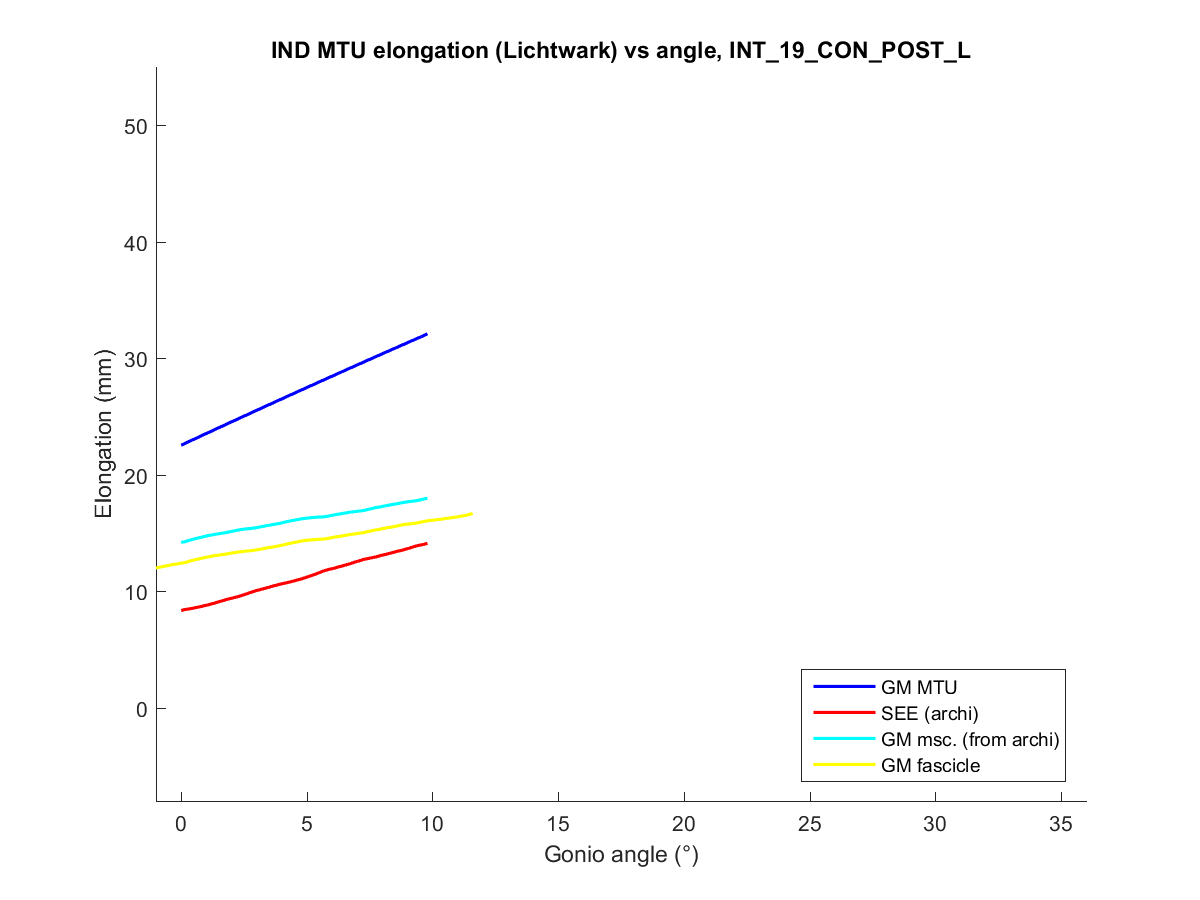 IND MTU elongation (Lichtwark) vs angle, INT_19_CON_POST_L
50
40
30
20
10
0
Elongation (mm)
0 5 10 15 20 25 30 35
Gonio angle (°)
GM MTU
SEE (archi)
GM msc. (from archi)
GM fascicle